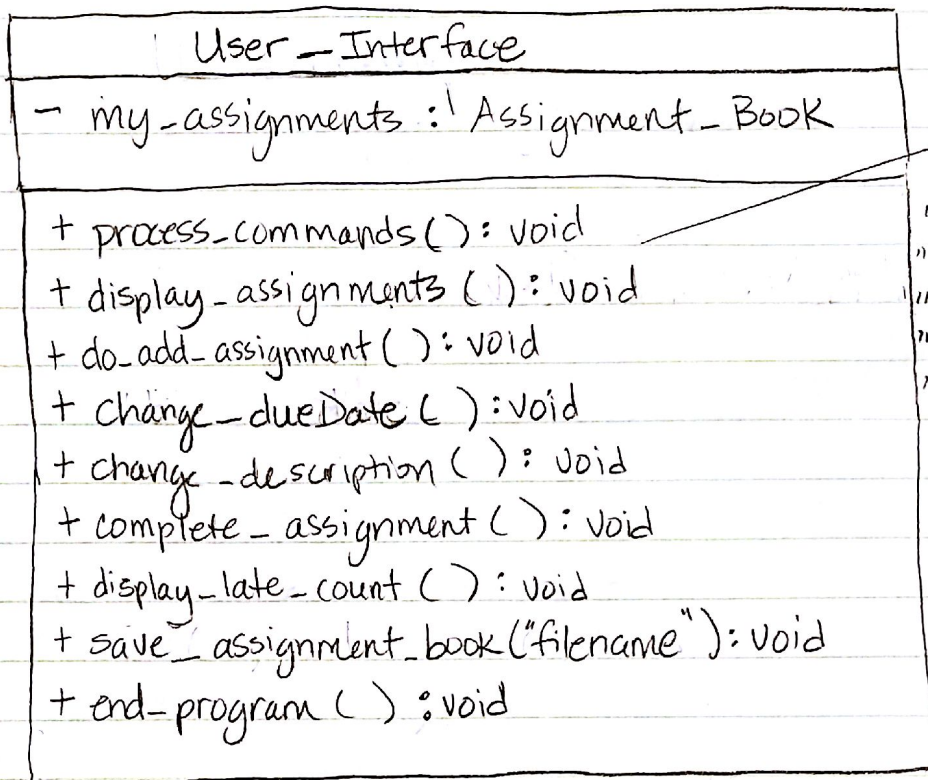 User_Interface
- my_assignments : Assignment_Book
+ process_commands() : void
+ display_assignments( ) : void
+ do_add_assignment( ) : void
+ change_dueDate( ) : void
+ change_description( ) : void
+ complete_assignment( ) : void
+ display_late_count( ) : void
+ save_assignment_book("filename") : void
+ end_program( ) : void